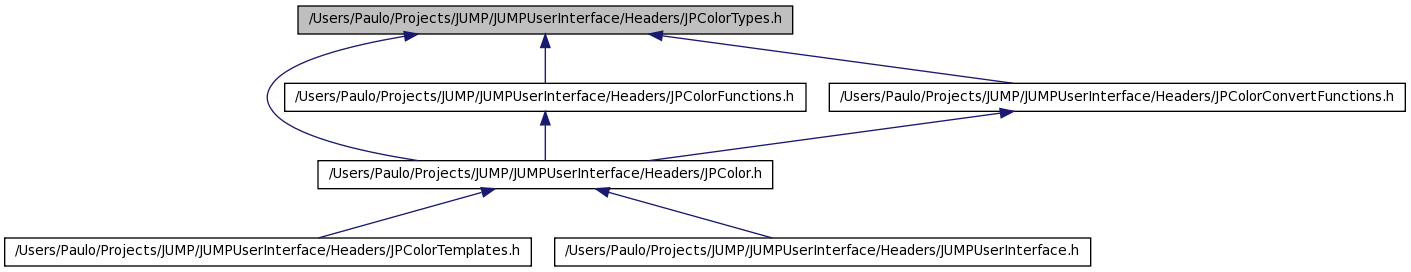 /Users/Paulo/Projects/JUMP/JUMPUserInterface/Headers/JPColorTypes.h
/Users/Paulo/Projects/JUMP/JUMPUserInterface/Headers/JPColorFunctions.h
/Users/Paulo/Projects/JUMP/JUMPUserInterface/Headers/JPColorConvertFunctions.h
/Users/Paulo/Projects/JUMP/JUMPUserInterface/Headers/JPColor.h
/Users/Paulo/Projects/JUMP/JUMPUserInterface/Headers/JPColorTemplates.h
/Users/Paulo/Projects/JUMP/JUMPUserInterface/Headers/JUMPUserInterface.h